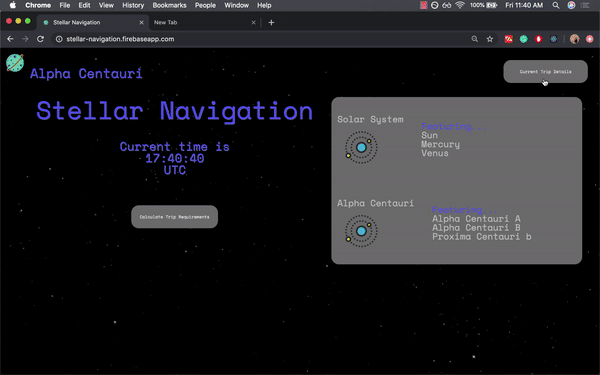 Chrome File Edit View History Bookmarks People Window Help 100% Fri 11:40 AM
Stellar Navigation New Tab
stellar-navigation.firebaseapp.com
Current Trip Details
Alpha Centauri
Stellar Navigation
Current time is
17:40:40
UTC
Calculate Trip Requirements
Solar System
Featuring...
Sun
Mercury
Venus
Alpha Centauri
Featuring...
Alpha Centauri A
Alpha Centauri B
Proxima Centauri b